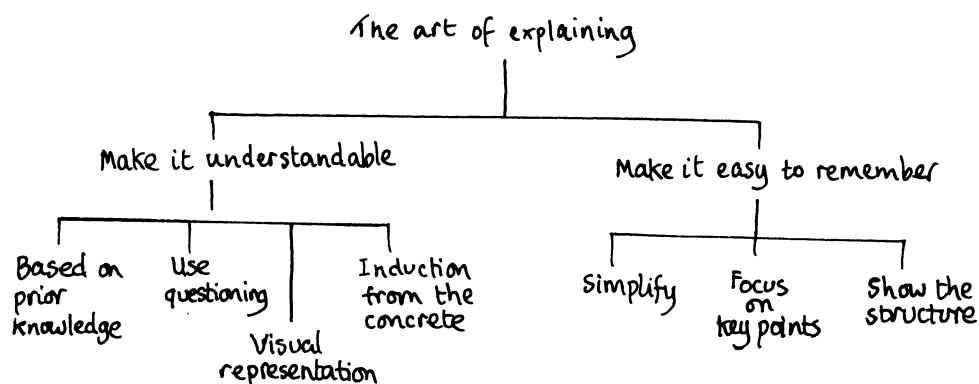 The art of explaining
Make it understandable
Make it easy to remember
Based on
prior
knowledge
Use
questioning
Visual
representation
Induction
from the
concrete
Simplify
Focus
on
key points
Show the
structure